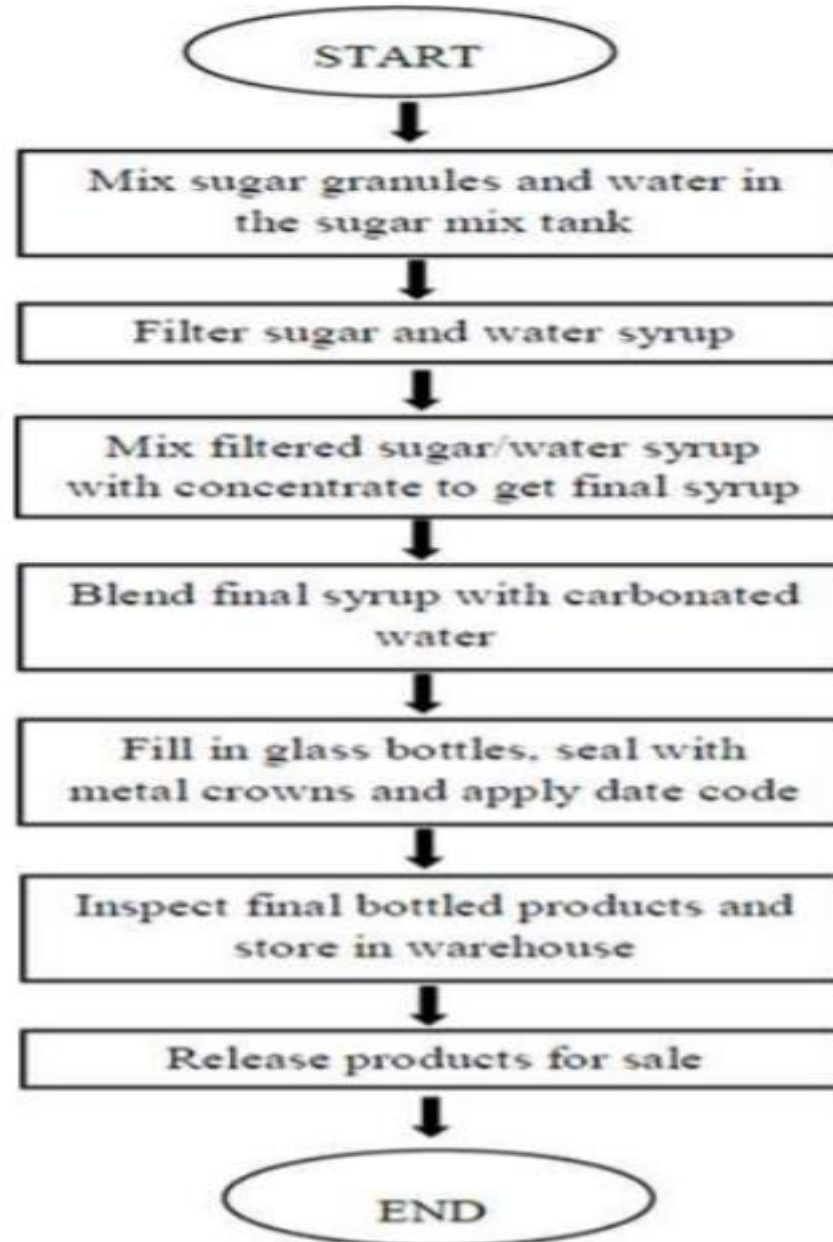 START
Mix sugar granules and water in
the sugar mix tank
Filter sugar and water syrup
Mix filtered sugar/water syrup
with concentrate to get final syrup
Blend final syrup with carbonated
water
Fill in glass bottles, seal with
metal crowns and apply date code
Inspect final bottled products and
store in warehouse
Release products for sale
END